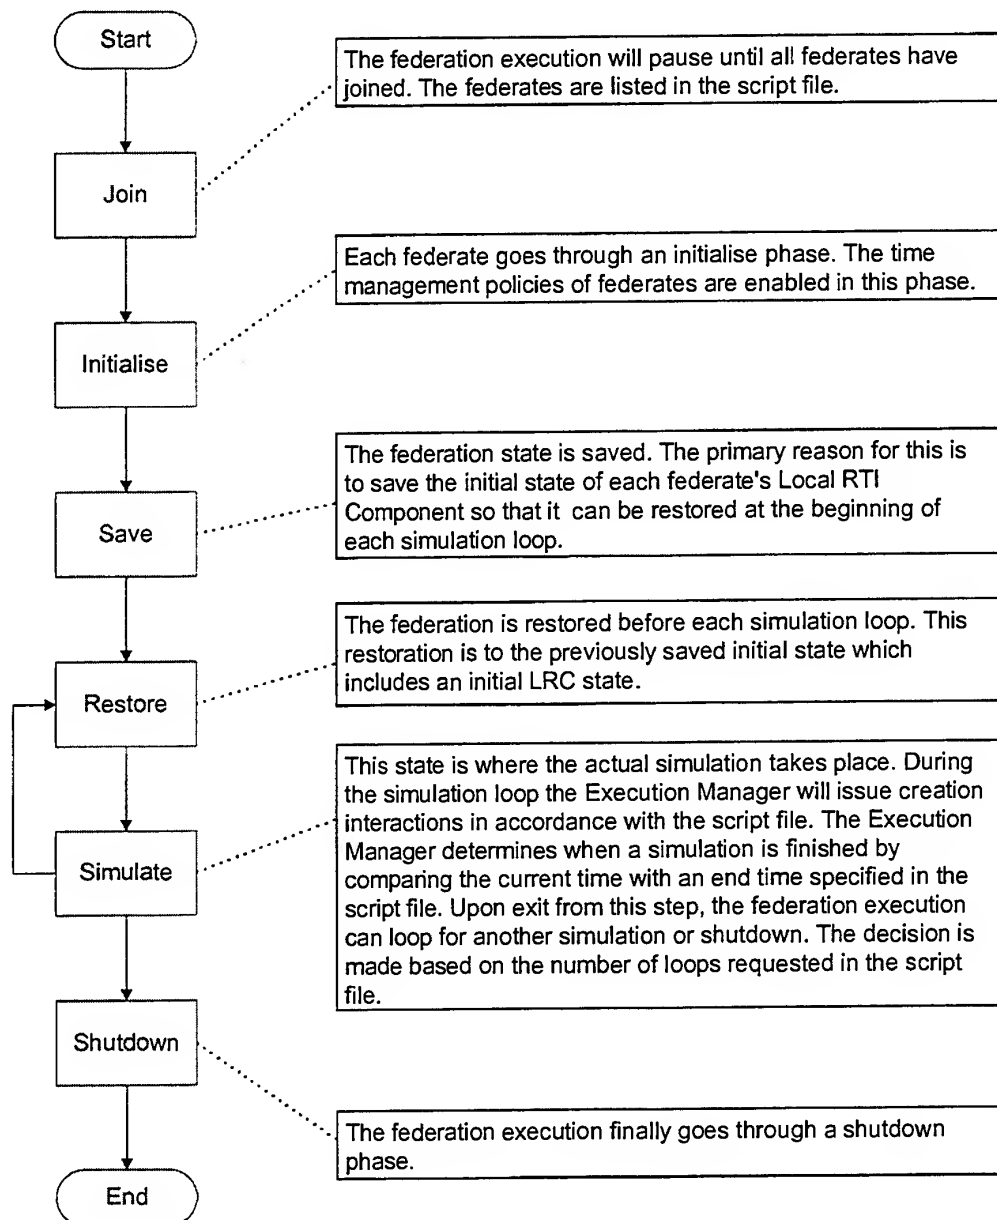 Start
The federation execution will pause until all federates have
joined. The federates are listed in the script file.
Join
Each federate goes through an initialise phase. The time
management policies of federates are enabled in this phase.
Initialise
The federation state is saved. The primary reason for this is
to save the initial state of each federate's Local RTI
Component so that it can be restored at the beginning of
each simulation loop.
Save
The federation is restored before each simulation loop. This
restoration is to the previously saved initial state which
includes an initial LRC state.
Restore
This state is where the actual simulation takes place. During
the simulation loop the Execution Manager will issue creation
interactions in accordance with the script file. The Execution
Manager determines when a simulation is finished by
comparing the current time with an end time specified in the
script file. Upon exit from this step, the federation execution
can loop for another simulation or shutdown. The decision is
made based on the number of loops requested in the script
file.
Simulate
Shutdown
The federation execution finally goes through a shutdown
phase.
End